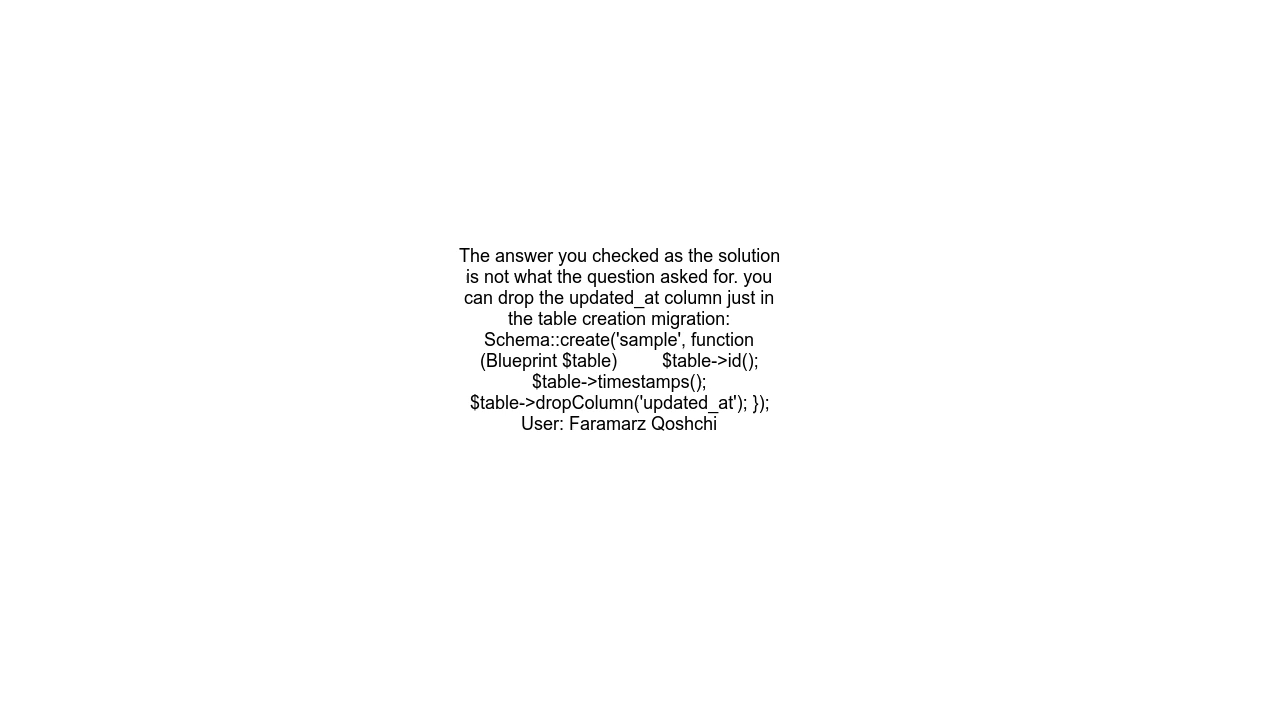 The answer you checked as the solution
is not what the question asked for. you
can drop the updated_at column just in
the table creation migration:
Schema::create('sample', function
(Blueprint $table)         $table->id();
$table->timestamps();
$table->dropColumn('updated_at'); });
User: Faramarz Qoshchi